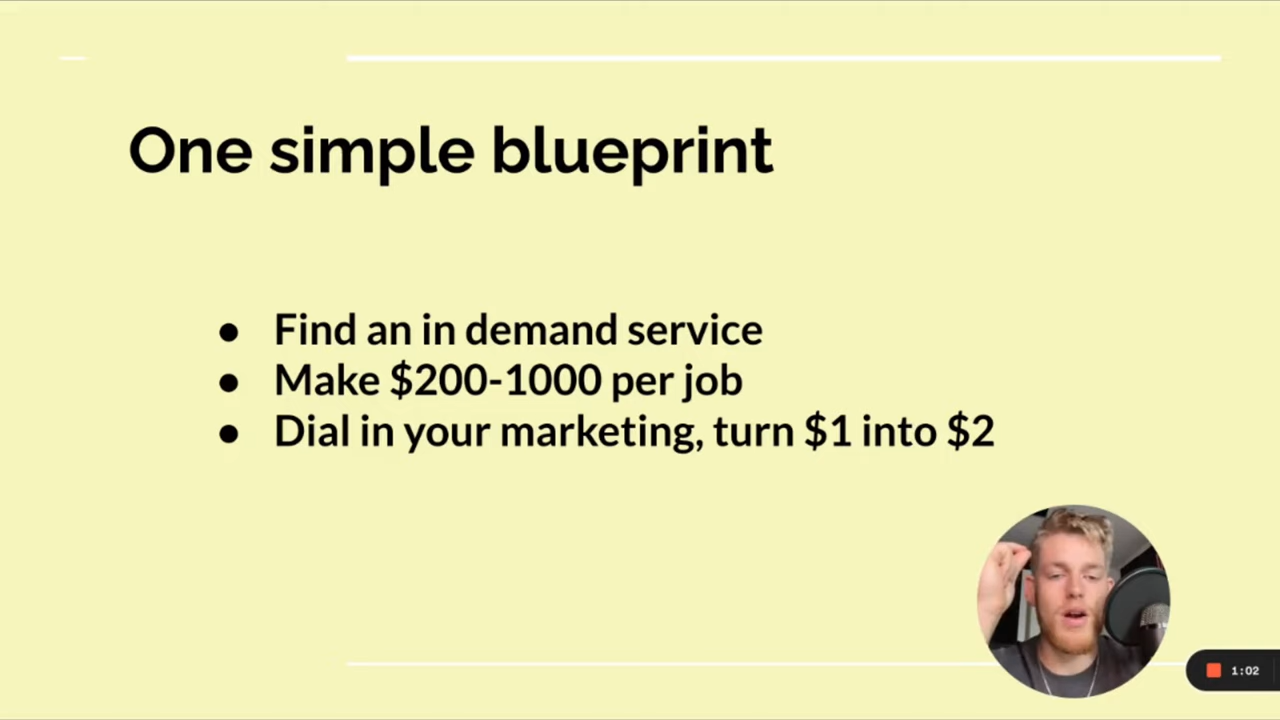 One simple blueprint
● Find an in demand service
● Make $200-1000 per job
● Dial in your marketing, turn $1 into $2
1:02